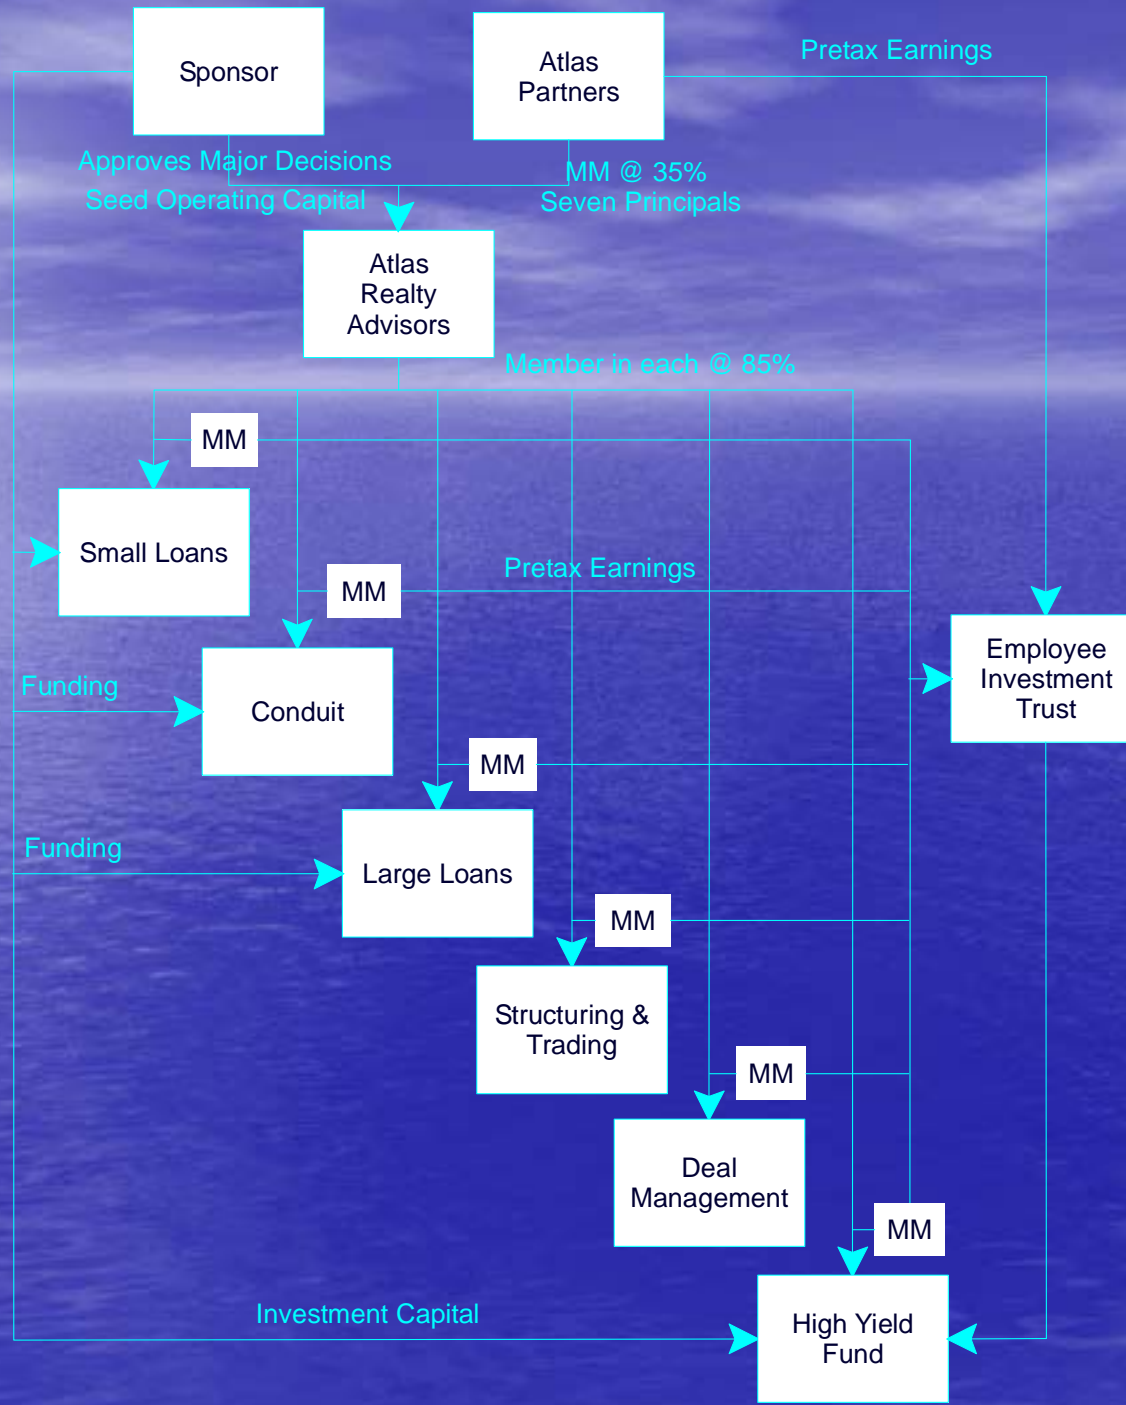 Sponsor
Atlas
Partners
Pretax Earnings
Approves Major Decisions
Seed Operating Capital
MM @ 35%
Seven Principals
Atlas
Realty
Advisors
Member in each @ 85%
MM
Small Loans
Pretax Earnings
MM
Employee
Investment
Trust
Funding
Conduit
MM
Funding
Large Loans
MM
Structuring &
Trading
MM
Deal
Management
MM
Investment Capital
High Yield
Fund